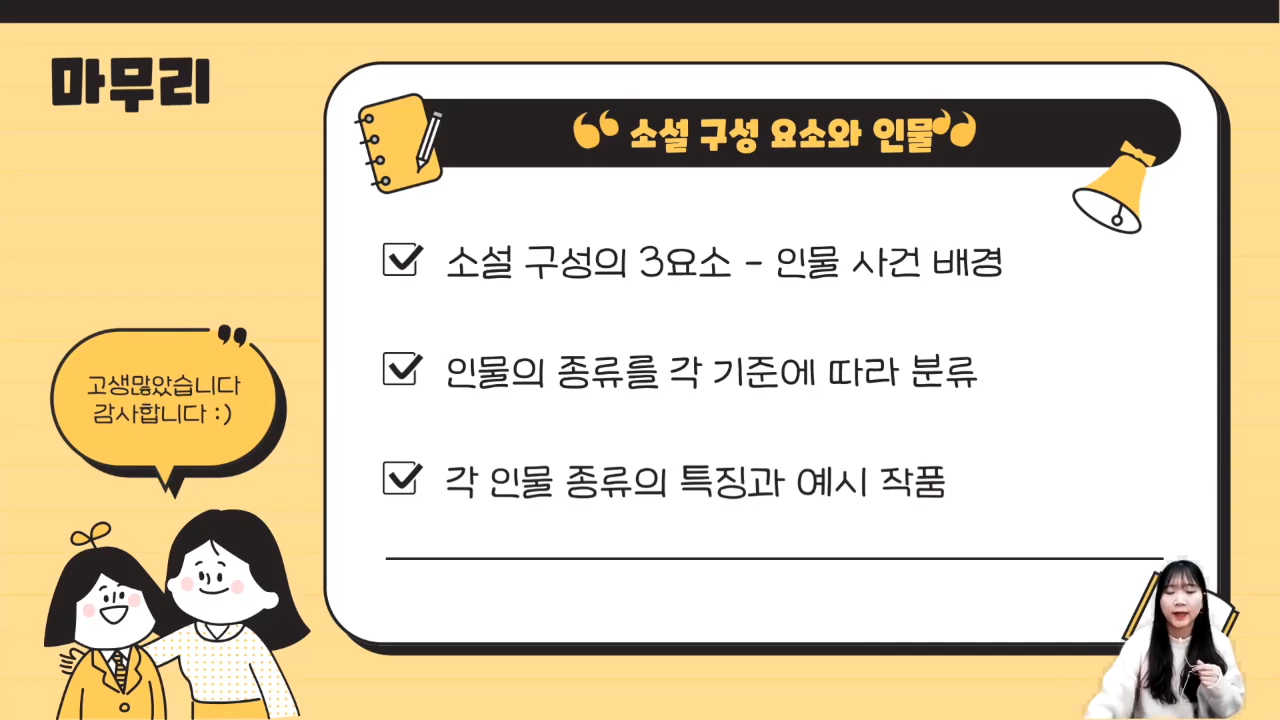 마무리
소설 구성 요소와 인물
소설 구성의 3요소 - 인물 사건 배경
인물의 종류를 각 기준에 따라 분류
각 인물 종류의 특징과 예시 작품
고생많았습니다
감사합니다 :)